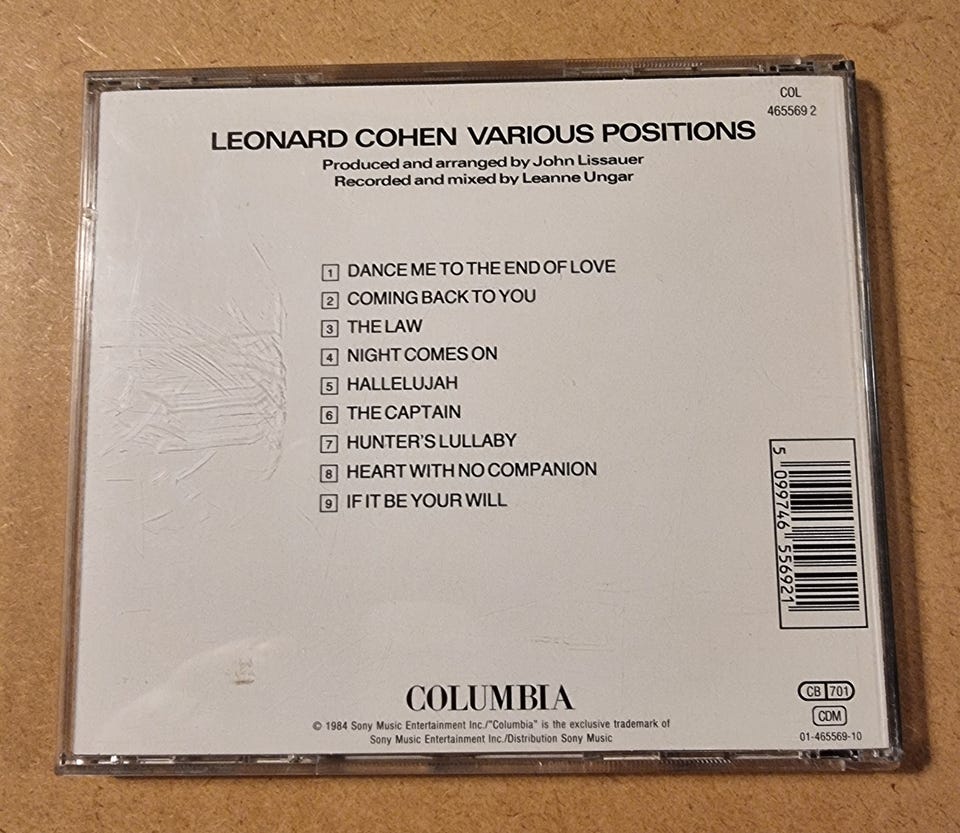 COL
465569 2
LEONARD COHEN VARIOUS POSITIONS
Produced and arranged by John Lissauer
Recorded and mixed by Leanne Ungar
1 DANCE ME TO THE END OF LOVE
2 COMING BACK TO YOU
3 THE LAW
4 NIGHT COMES ON
5 HALLELUJAH
6 THE CAPTAIN
7 HUNTER'S LULLABY
8 HEART WITH NO COMPANION
9 IF IT BE YOUR WILL
5 099746 556921
COLUMBIA
© 1984 Sony Music Entertainment Inc./"Columbia" is the exclusive trademark of
Sony Music Entertainment Inc./Distribution Sony Music
CB 701
CDM
01-465569-10